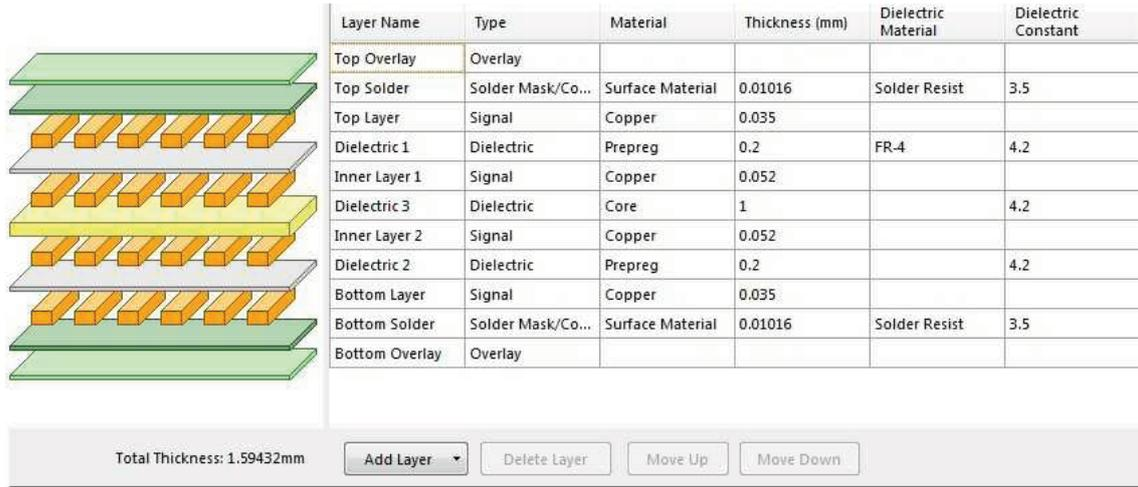 Layer Name Type Material Thickness (mm) Dielectric Material Dielectric Constant
Top Overlay Overlay
Top Solder Solder Mask/Co... Surface Material 0.01016 Solder Resist 3.5
Top Layer Signal Copper 0.035
Dielectric 1 Dielectric Prepreg 0.2 FR-4 4.2
Inner Layer 1 Signal Copper 0.052
Dielectric 3 Dielectric Core 1 4.2
Inner Layer 2 Signal Copper 0.052
Dielectric 2 Dielectric Prepreg 0.2 4.2
Bottom Layer Signal Copper 0.035
Bottom Solder Solder Mask/Co... Surface Material 0.01016 Solder Resist 3.5
Bottom Overlay Overlay
Total Thickness: 1.59432mm Add Layer Delete Layer Move Up Move Down